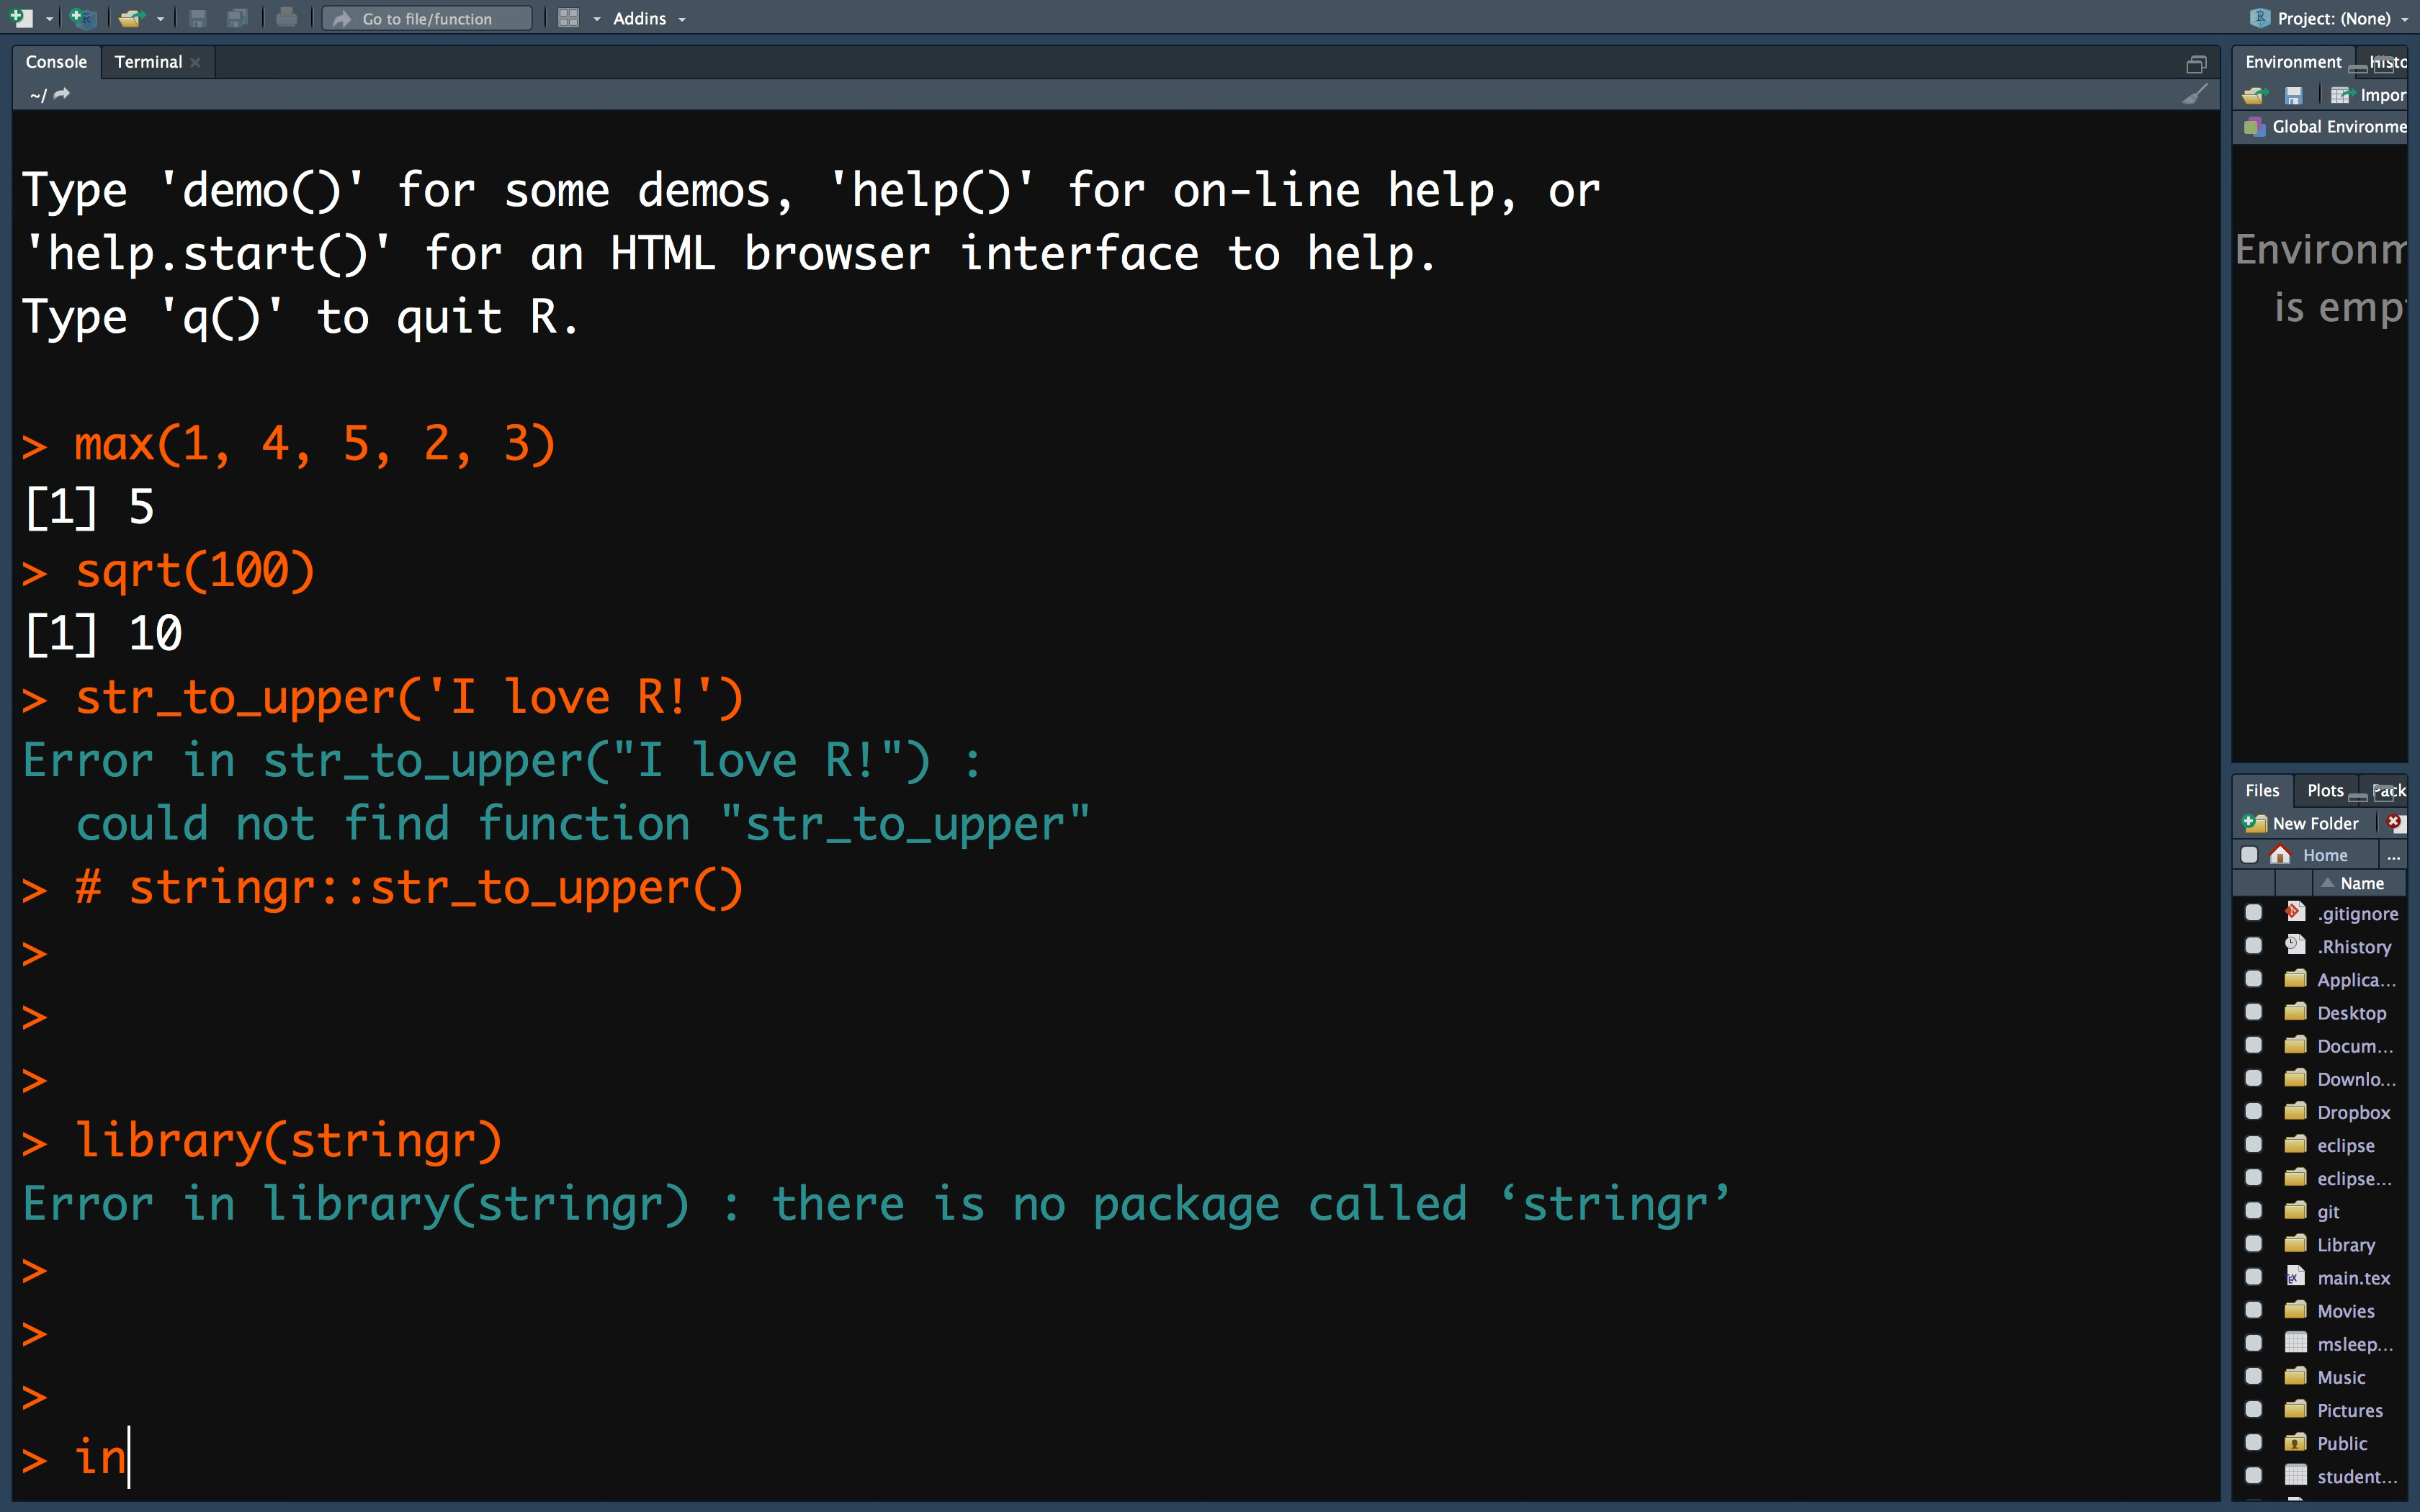 Go to file/function
Addins
Project: (None)
Console
Terminal
~/
Type 'demo()' for some demos, 'help()' for on-line help, or
'help.start()' for an HTML browser interface to help.
Type 'q()' to quit R.
> max(1, 4, 5, 2, 3)
[1] 5
> sqrt(100)
[1] 10
> str_to_upper('I love R!')
Error in str_to_upper("I love R!") :
could not find function "str_to_upper"
> # stringr::str_to_upper()
>
>
>
> library(stringr)
Error in library(stringr) : there is no package called ‘stringr’
>
>
>
> in
Environment Histo
Impor
Global Environme
Environm
is emp
Files Plots Pack
New Folder
Home ...
Name
.gitignore
.Rhistory
Applica...
Desktop
Docum...
Downlo...
Dropbox
eclipse
eclipse...
git
Library
main.tex
Movies
msleep...
Music
Pictures
Public
student...